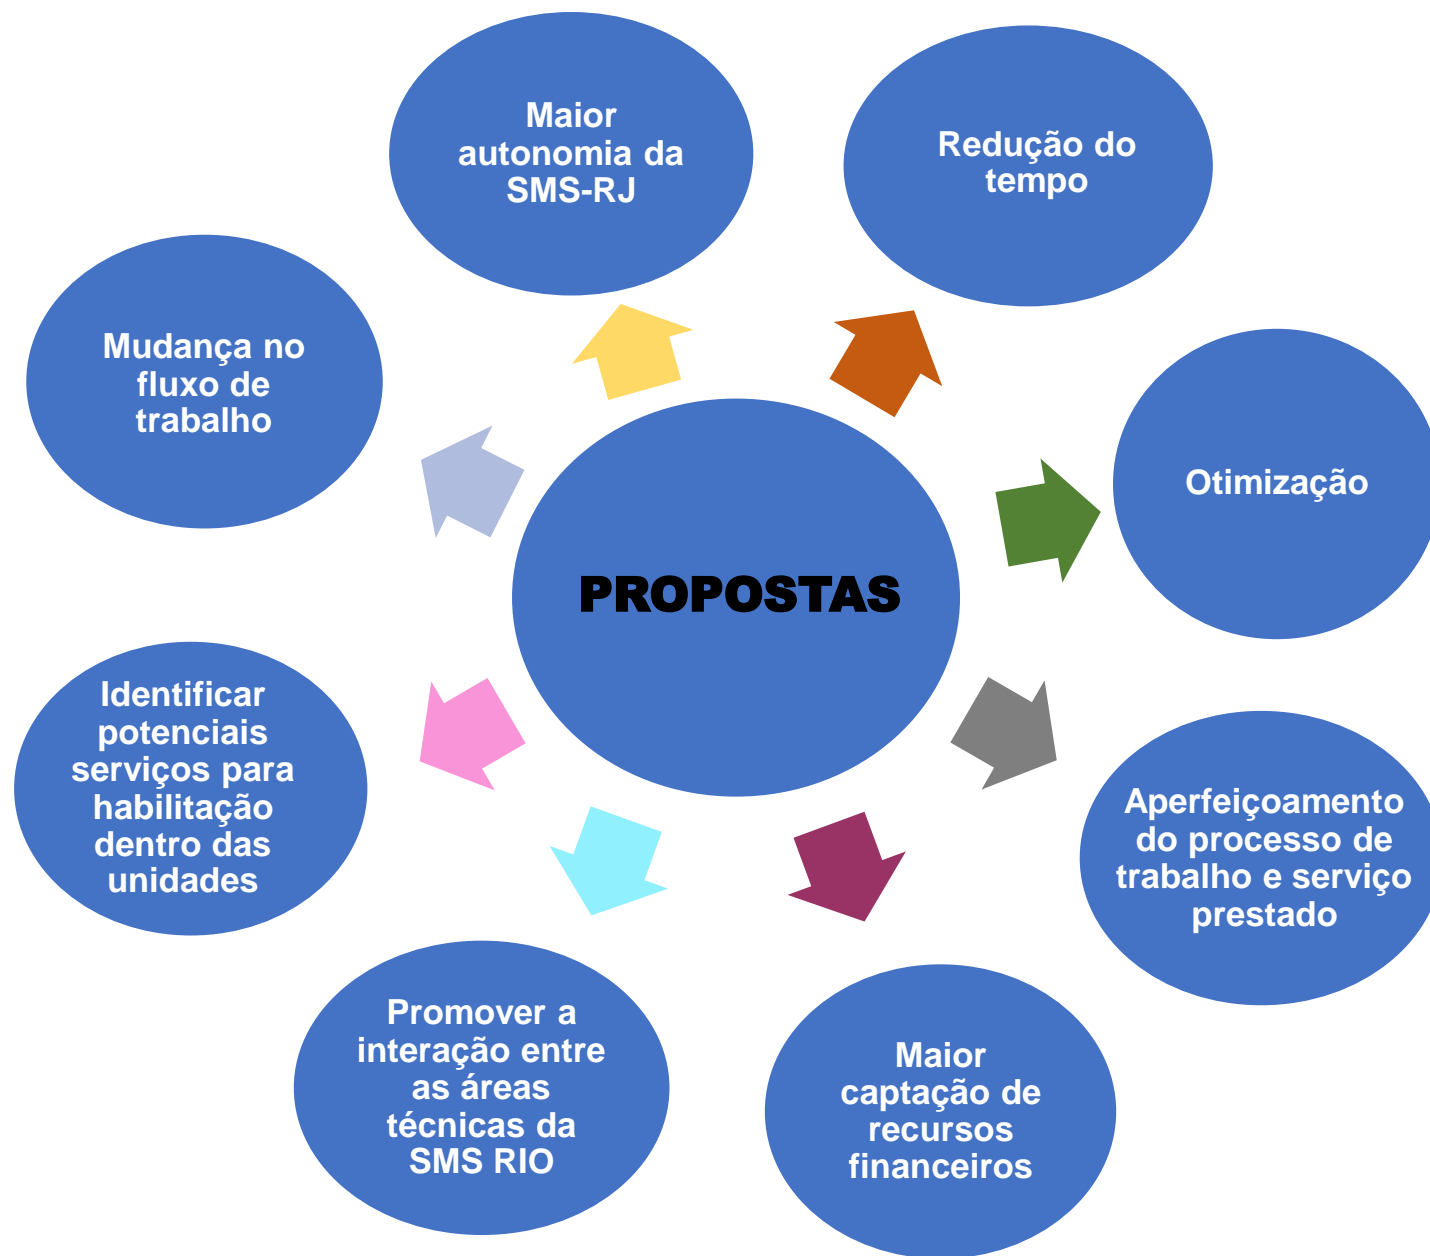 Maior
autonomia da
SMS-RJ
Redução do
tempo
Mudança no
fluxo de
trabalho
Otimização
PROPOSTAS
Identificar
potenciais
serviços para
habilitação
dentro das
unidades
Aperfeiçoamento
do processo de
trabalho e serviço
prestado
Promover a
interação entre
as áreas
técnicas da
SMS RIO
Maior
captação de
recursos
financeiros